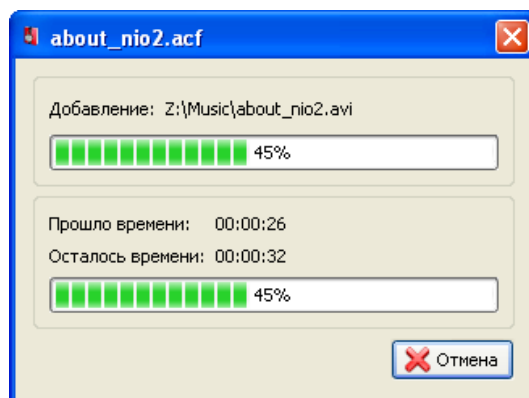 about_nio2.acf
Добавление: Z:\Music\about_nio2.avi
45%
Прошло времени: 00:00:26
Осталось времени: 00:00:32
45%
Отмена